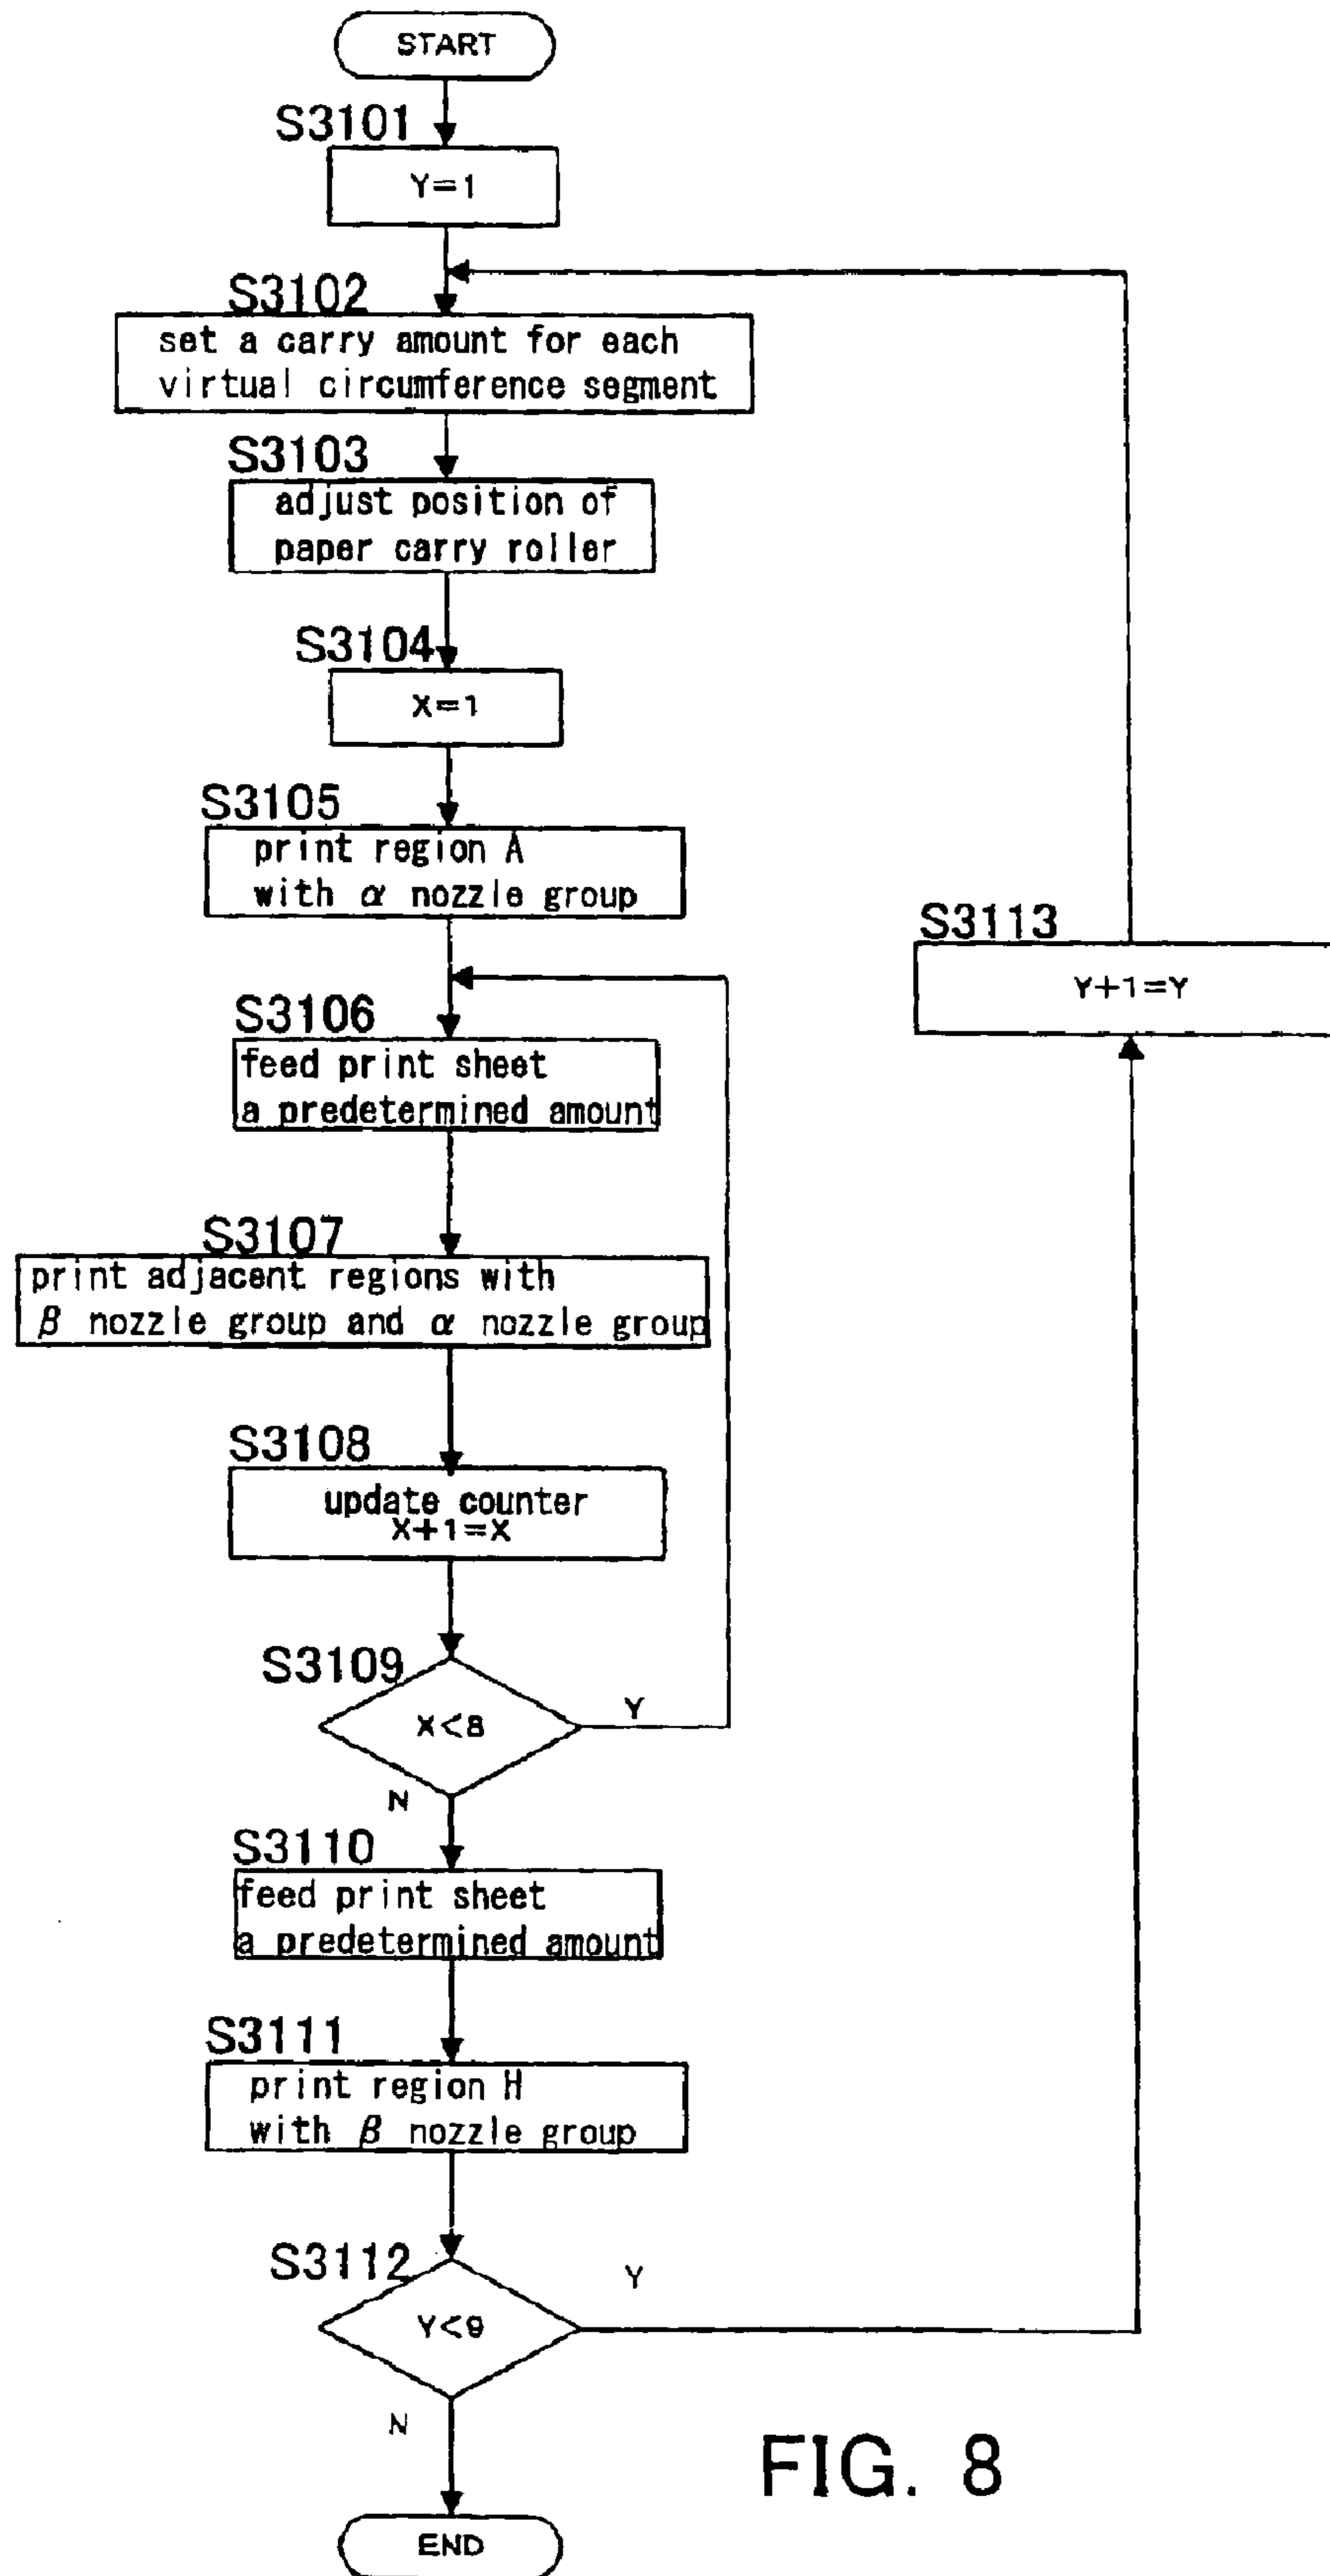 START
S3101
Y=1
S3102
set a carry amount for each
virtual circumference segment
S3103
adjust position of
paper carry roller
S3104
X=1
S3105
print region A
with α nozzle group
S3113
Y+1=Y
S3106
feed print sheet
a predetermined amount
S3107
print adjacent regions with
β nozzle group and α nozzle group
S3108
update counter
X+1=X
S3109
X<8
Y
N
S3110
feed print sheet
a predetermined amount
S3111
print region H
with β nozzle group
S3112
Y<9
Y
N
END
FIG. 8